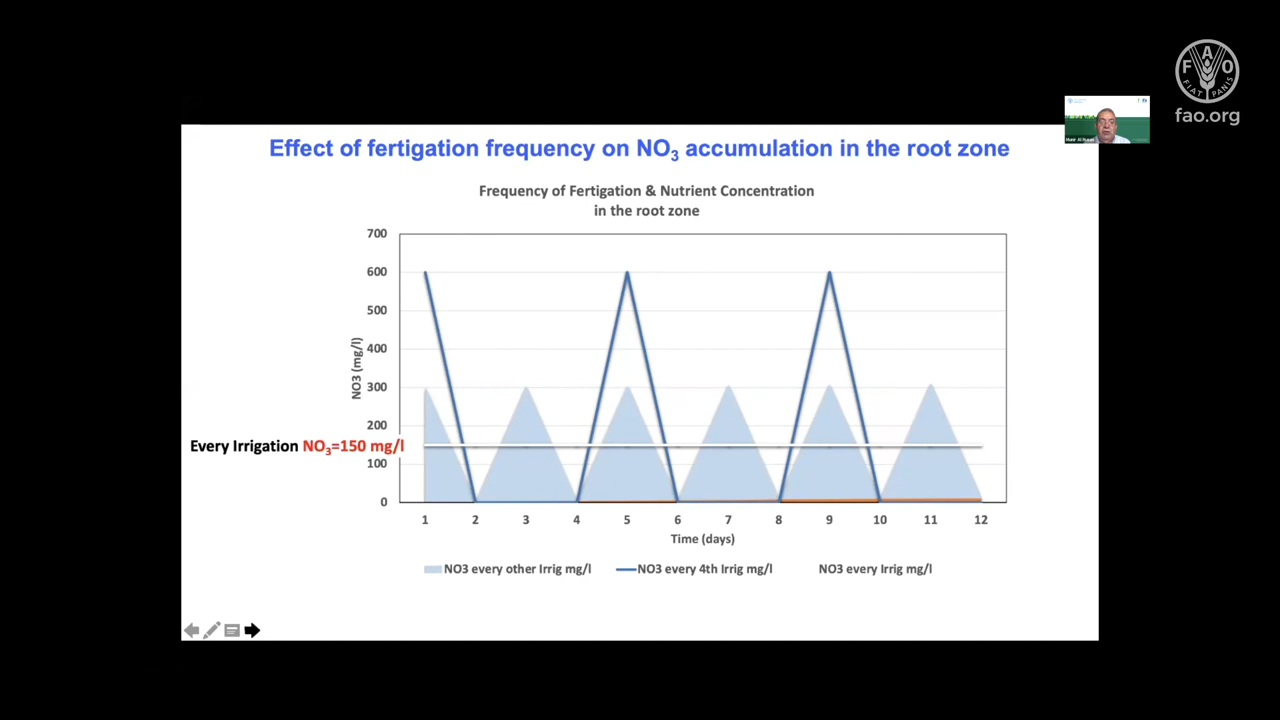 FAO
FIAT PANIS
fao.org
Effect of fertigation frequency on NO3 accumulation in the root zone
Frequency of Fertigation & Nutrient Concentration
in the root zone
NO3 (mg/l)
700
600
500
400
300
200
100
0
Every Irrigation NO3=150 mg/l
1 2 3 4 5 6 7 8 9 10 11 12
Time (days)
NO3 every other Irrig mg/l NO3 every 4th Irrig mg/l NO3 every Irrig mg/l